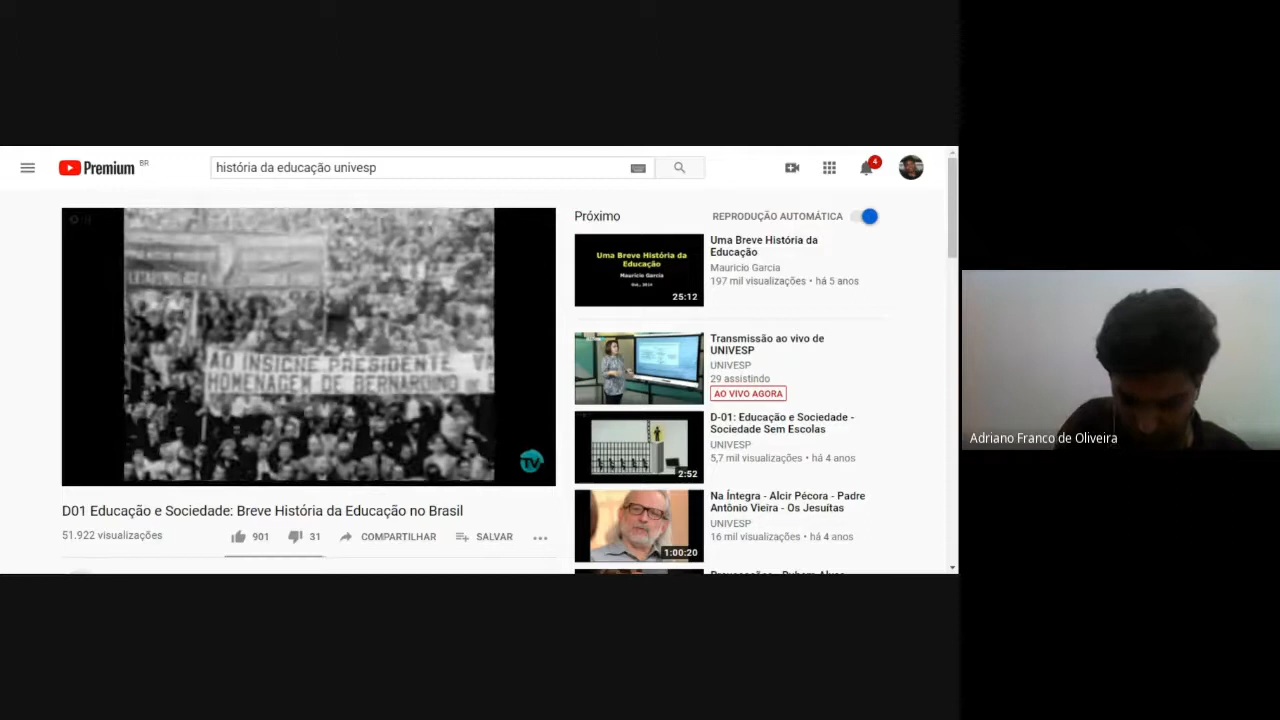 Premium BR
história da educação univesp
4
AO INSIGNE PRESIDENTE VA
HOMENAGEM DE BERNARDINO
TV
D01 Educação e Sociedade: Breve História da Educação no Brasil
51.922 visualizações
901
31
COMPARTILHAR
SALVAR
Próximo
REPRODUÇÃO AUTOMÁTICA
Uma Breve História da
Educação
Mauricio Garcia
25:12
Uma Breve História da
Educação
Mauricio Garcia
197 mil visualizações • há 5 anos
Transmissão ao vivo de
UNIVESP
UNIVESP
29 assistindo
AO VIVO AGORA
2:52
D-01: Educação e Sociedade -
Sociedade Sem Escolas
UNIVESP
5,7 mil visualizações • há 4 anos
1:00:20
Na Íntegra - Alcir Pécora - Padre
Antônio Vieira - Os Jesuítas
UNIVESP
16 mil visualizações • há 4 anos
Adriano Franco de Oliveira